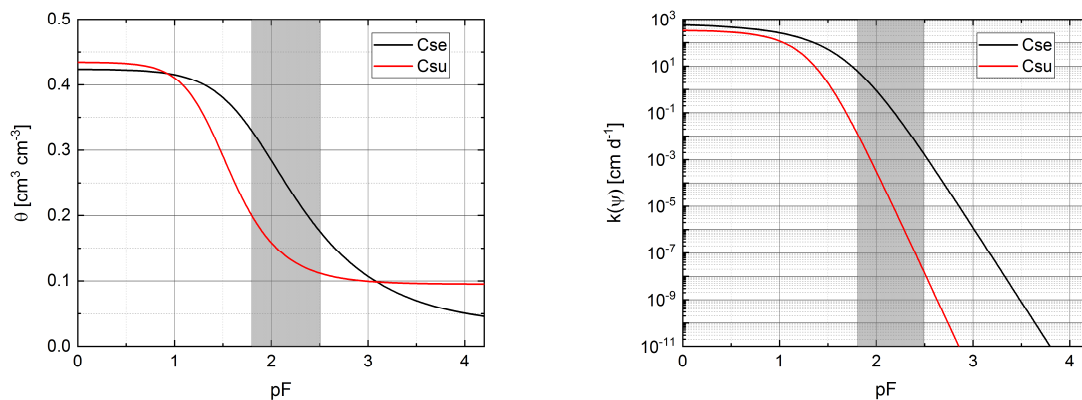 0.5
0.4
0.3
0.2
0.1
0.0
θ [cm³ cm⁻³]
Cse
Csu
0 1 2 3 4
pF
10³
10¹
10⁻¹
10⁻³
10⁻⁵
10⁻⁷
10⁻⁹
10⁻¹¹
k(ψ) [cm d⁻¹]
Cse
Csu
0 1 2 3 4
pF